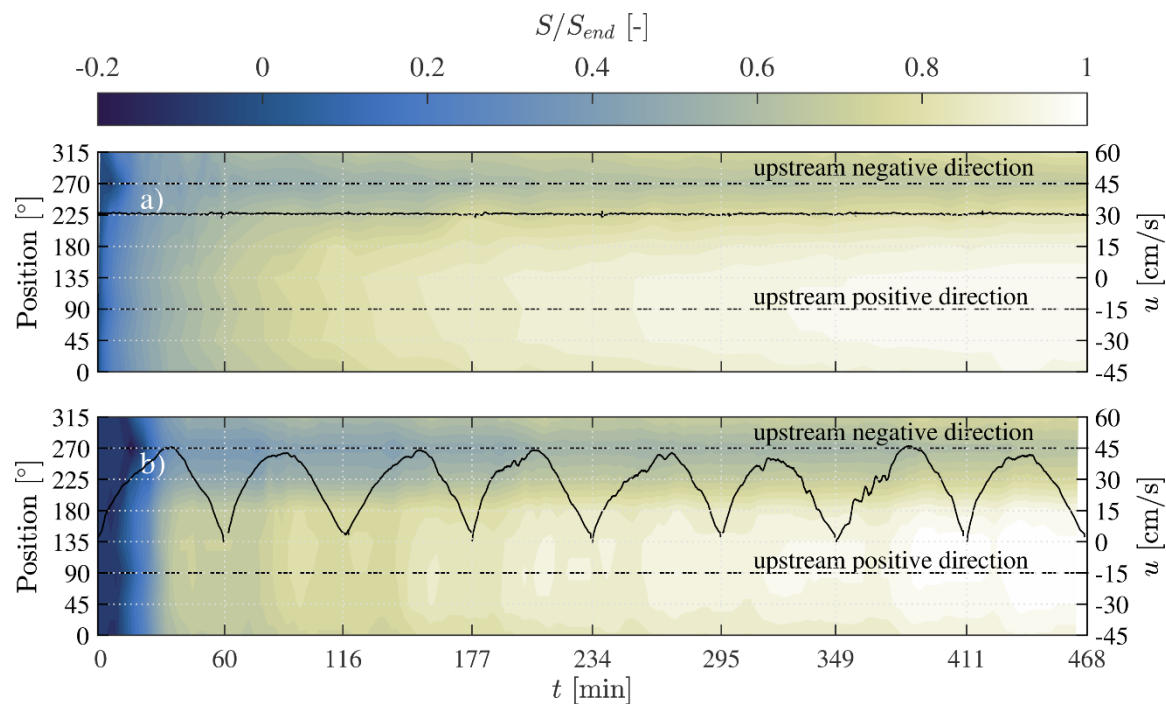 S/S_end [-]
-0.2 0 0.2 0.4 0.6 0.8 1
315 60
upstream negative direction
270 45
a)
225 30
180 15
135 0
upstream positive direction
90 -15
45 -30
0 -45
Position [°]
u [cm/s]
315 60
upstream negative direction
270 45
b)
225 30
180 15
135 0
upstream positive direction
90 -15
45 -30
0 -45
Position [°]
u [cm/s]
0 60 116 177 234 295 349 411 468
t [min]